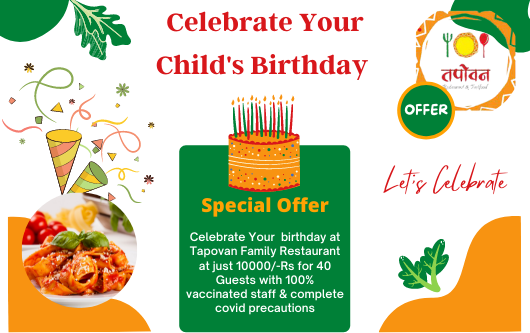 Celebrate Your
Child's Birthday
तपोवन
OFFER
Let's Celebrate
Special Offer
Celebrate Your birthday at
Tapovan Family Restaurant
at just 10000/-Rs for 40
Guests with 100%
vaccinated staff & complete
covid precautions